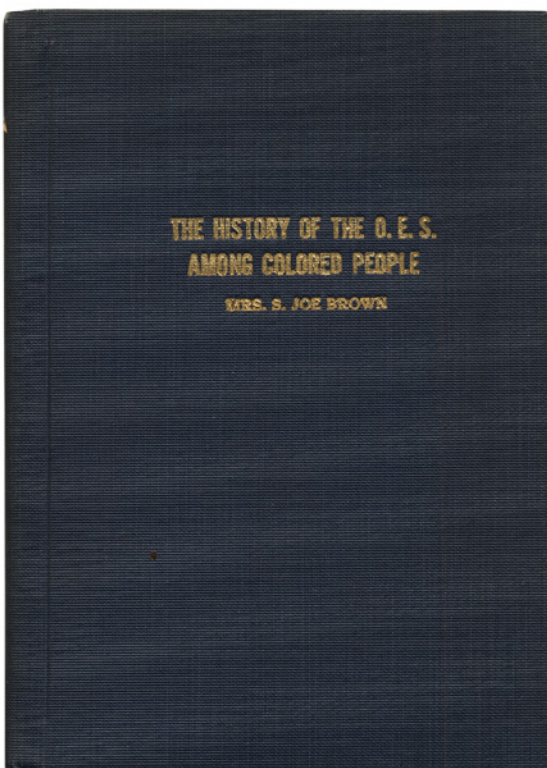 THE HISTORY OF THE O. E. S.
AMONG COLORED PEOPLE
MRS. S. JOE BROWN